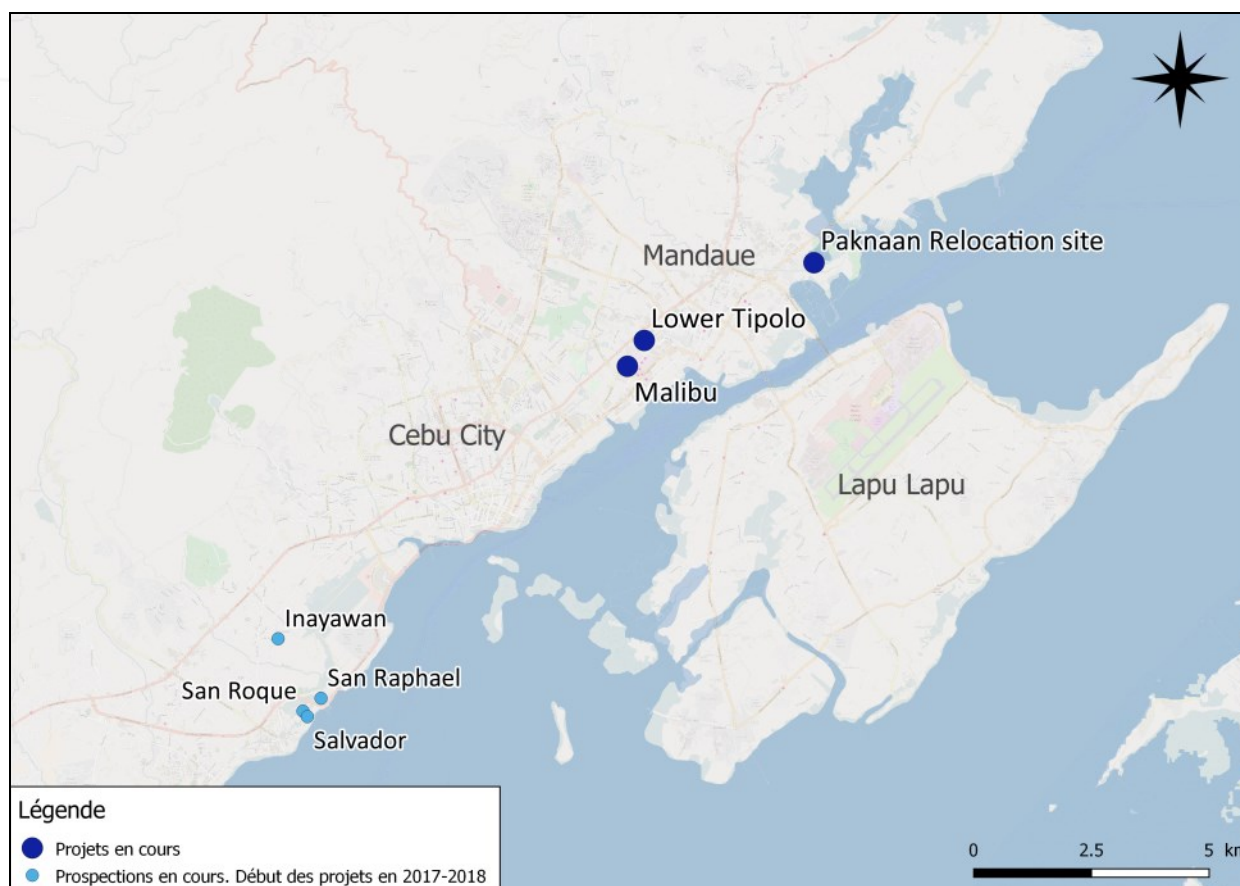 Mandaue
Paknaan Relocation site
Lower Tipolo
Malibu
Cebu City
Lapu Lapu
Inayawan
San Raphael
San Roque
Salvador
Légende
Projets en cours
Prospections en cours. Début des projets en 2017-2018
0 2.5 5 km